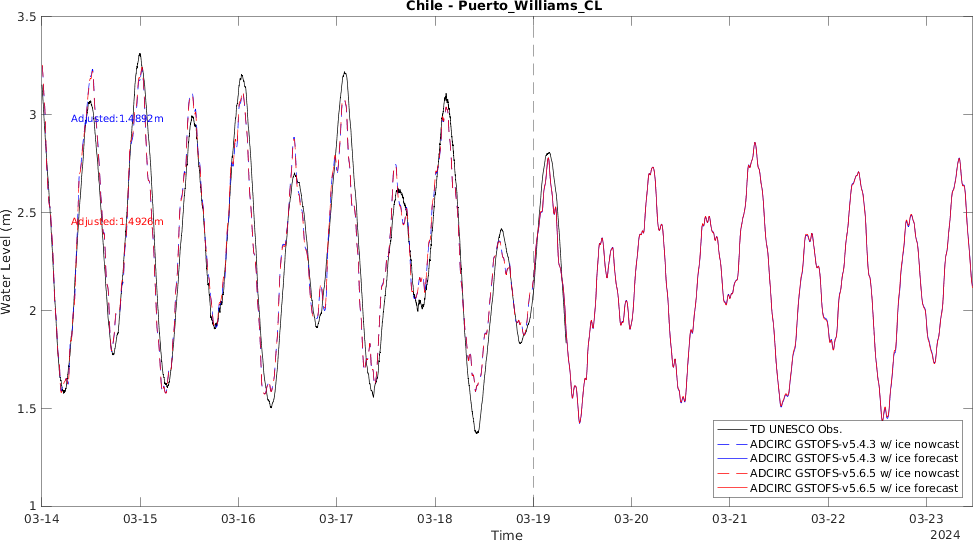 Chile - Puerto_Williams_CL
3.5
3
2.5
2
1.5
1
Water Level (m)
Adjusted:1.4892m
Adjusted:1.4926m
TD UNESCO Obs.
ADCIRC GSTOFS-v5.4.3 w/ ice nowcast
ADCIRC GSTOFS-v5.4.3 w/ ice forecast
ADCIRC GSTOFS-v5.6.5 w/ ice nowcast
ADCIRC GSTOFS-v5.6.5 w/ ice forecast
03-14 03-15 03-16 03-17 03-18 03-19 03-20 03-21 03-22 03-23
Time
2024